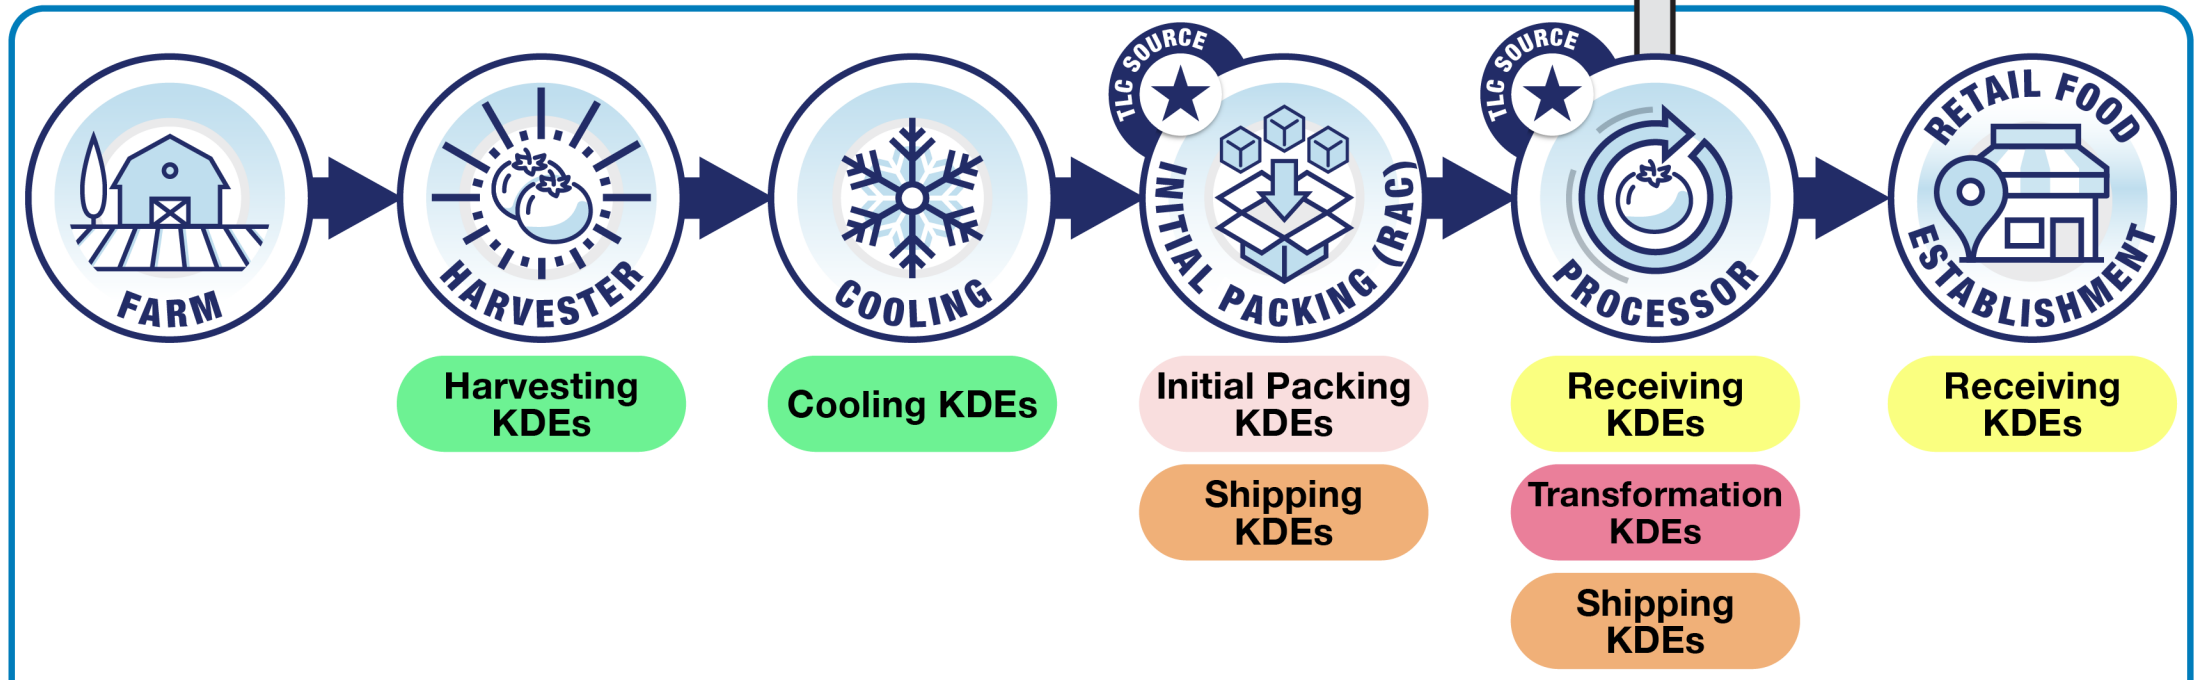 FARM
HARVESTER
Harvesting
KDEs
COOLING
Cooling KDEs
TLC SOURCE
INITIAL PACKING (RAC)
Initial Packing
KDEs
Shipping
KDEs
TLC SOURCE
PROCESSOR
Receiving
KDEs
Transformation
KDEs
Shipping
KDEs
RETAIL FOOD
ESTABLISHMENT
Receiving
KDEs